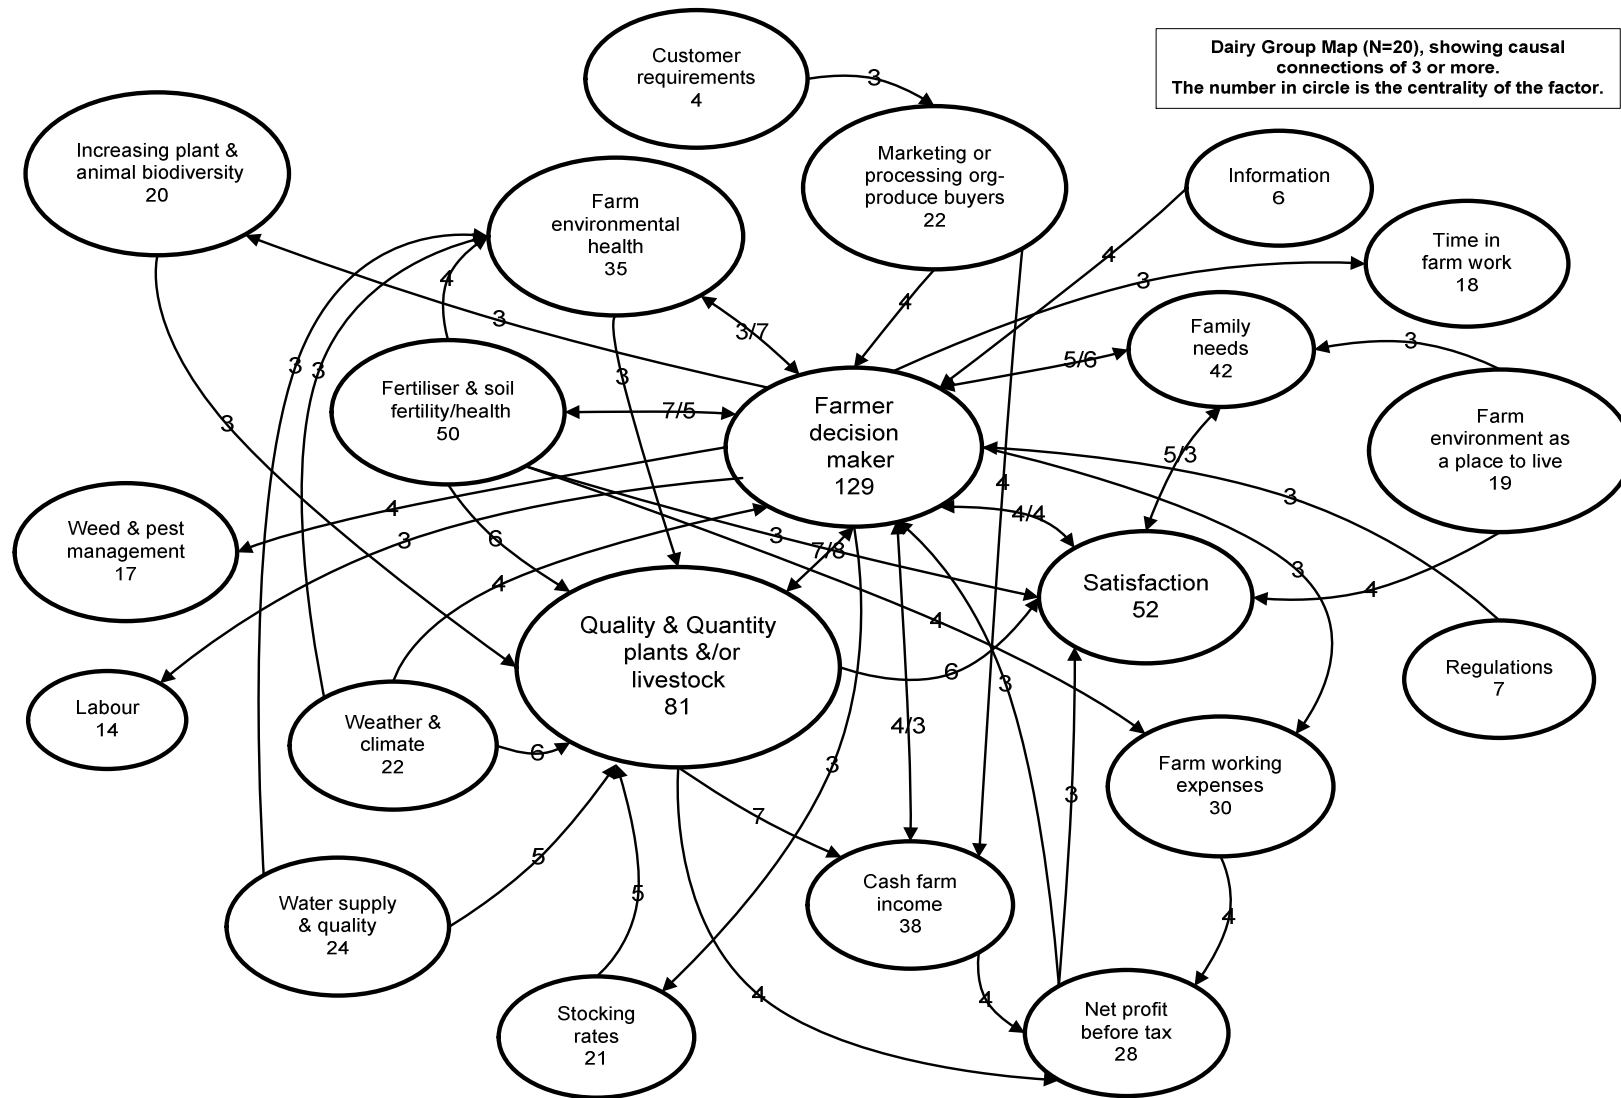 Dairy Group Map (N=20), showing causal
connections of 3 or more.
The number in circle is the centrality of the factor.
Customer
requirements
4
3
Increasing plant &
animal biodiversity
20
Farm
environmental
health
35
Marketing or
processing org-
produce buyers
22
Information
6
Time in
farm work
18
4
3
4
3
4
3/7
Family
needs
42
3
5/6
3
3
3
Fertiliser & soil
fertility/health
50
7/5
Farmer
decision
maker
129
Farm
environment as
a place to live
19
3
5/3
4
3
Weed & pest
management
17
4
3
6
3
7/8
4/4
4
3
Satisfaction
52
4
4
Quality & Quantity
plants &/or
livestock
81
6
3
Regulations
7
Labour
14
Weather &
climate
22
6
4/3
3
3
Farm working
expenses
30
7
5
5
Water supply
& quality
24
Cash farm
income
38
4
4
4
Stocking
rates
21
Net profit
before tax
28